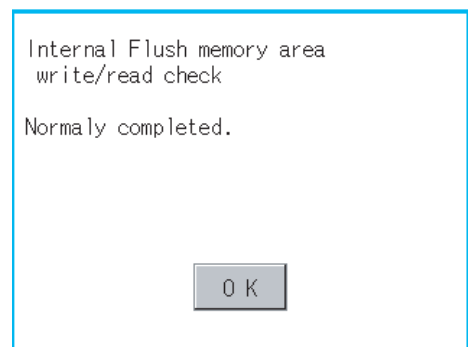 Internal Flush memory area
write/read check
Normaly completed.
OK